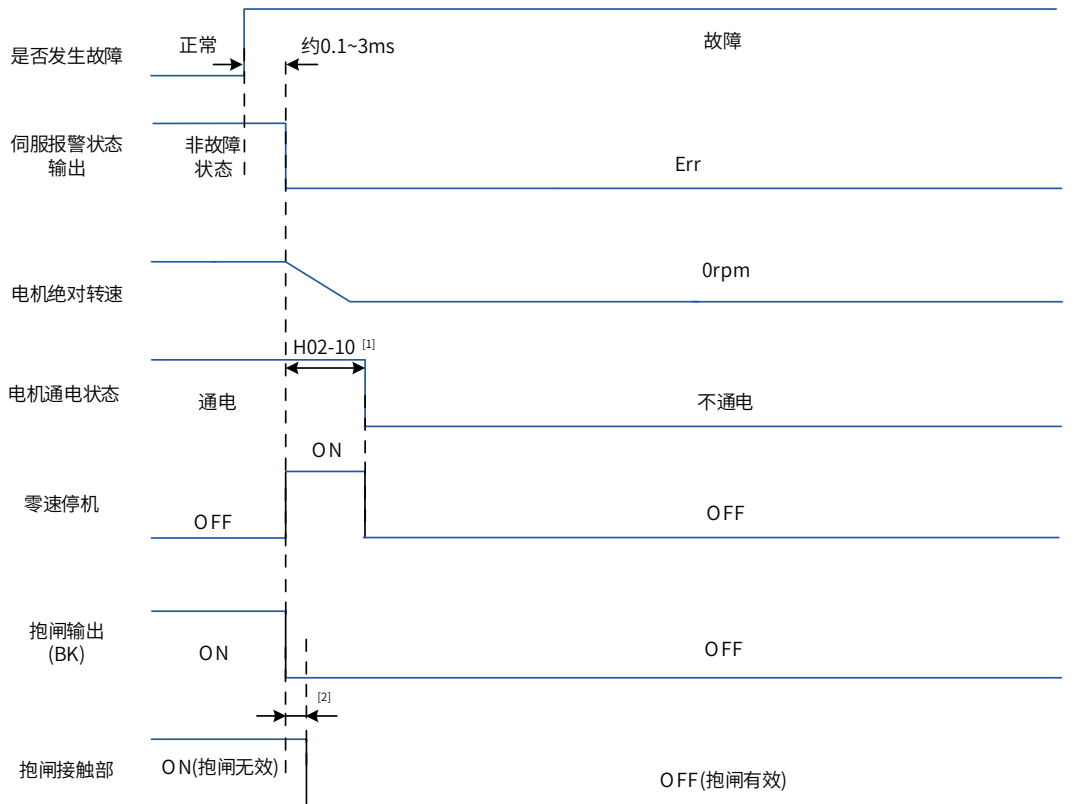 是否发生故障
正常
约0.1~3ms
故障
伺服报警状态
输出
非故障
状态
Err
电机绝对转速
0rpm
H02-10 [1]
电机通电状态
通电
不通电
ON
零速停机
OFF
OFF
抱闸输出
(BK)
ON
OFF
[2]
抱闸接触部
ON(抱闸无效)
OFF(抱闸有效)